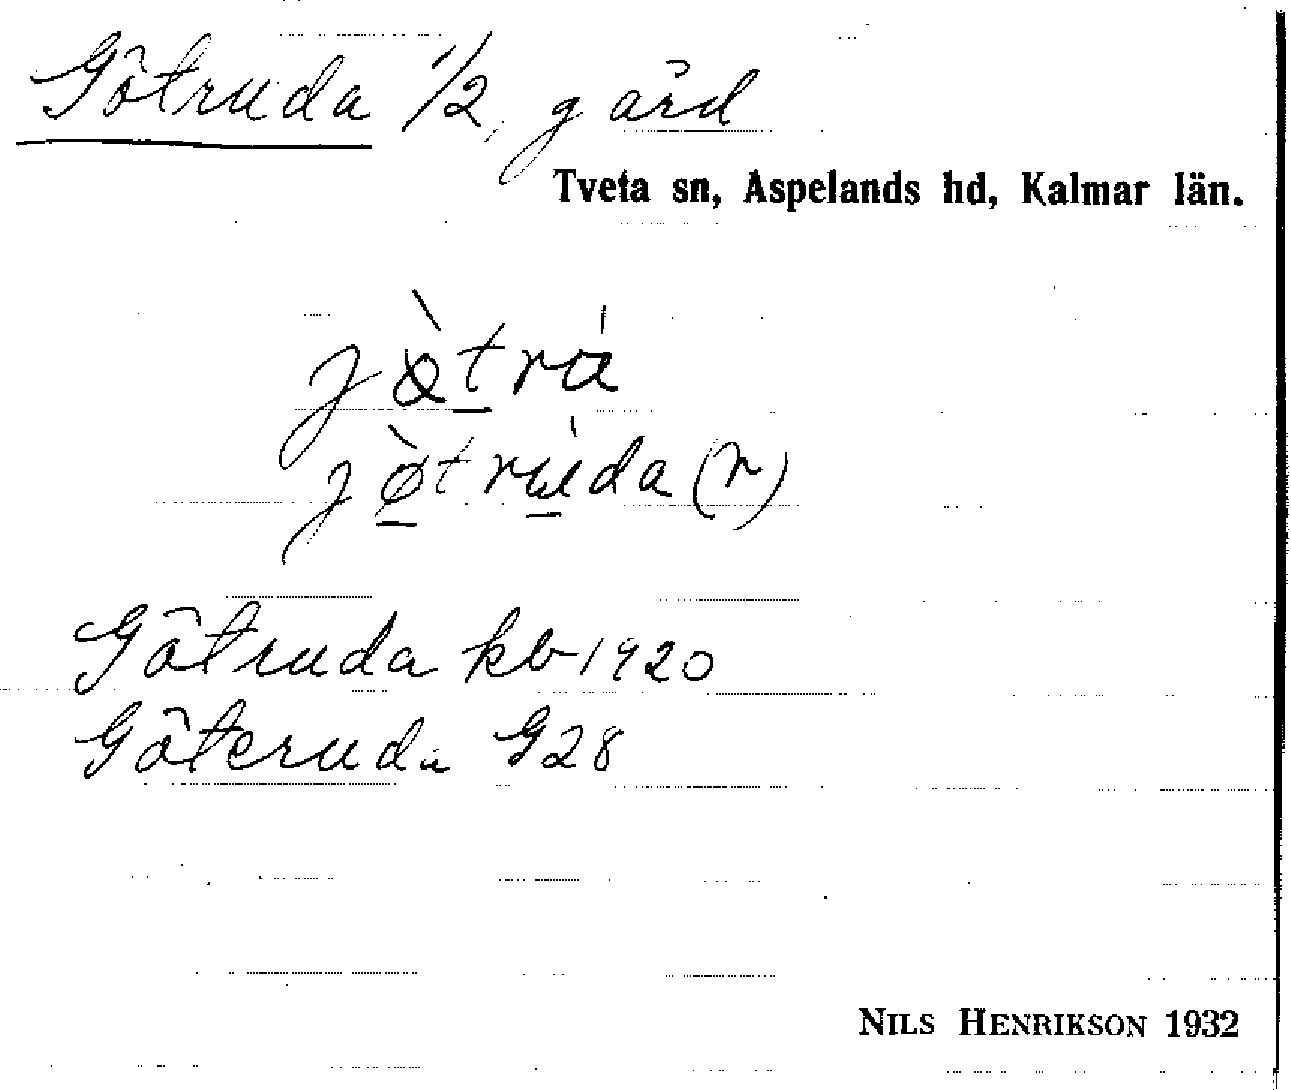 Götruda 1/2, gård
Tveta sn, Aspelands hd, Kalmar län.
jø̀trá
jø̀truda (r)
Götruda kb 1920
Göteruda G28
NILS HENRIKSON 1932